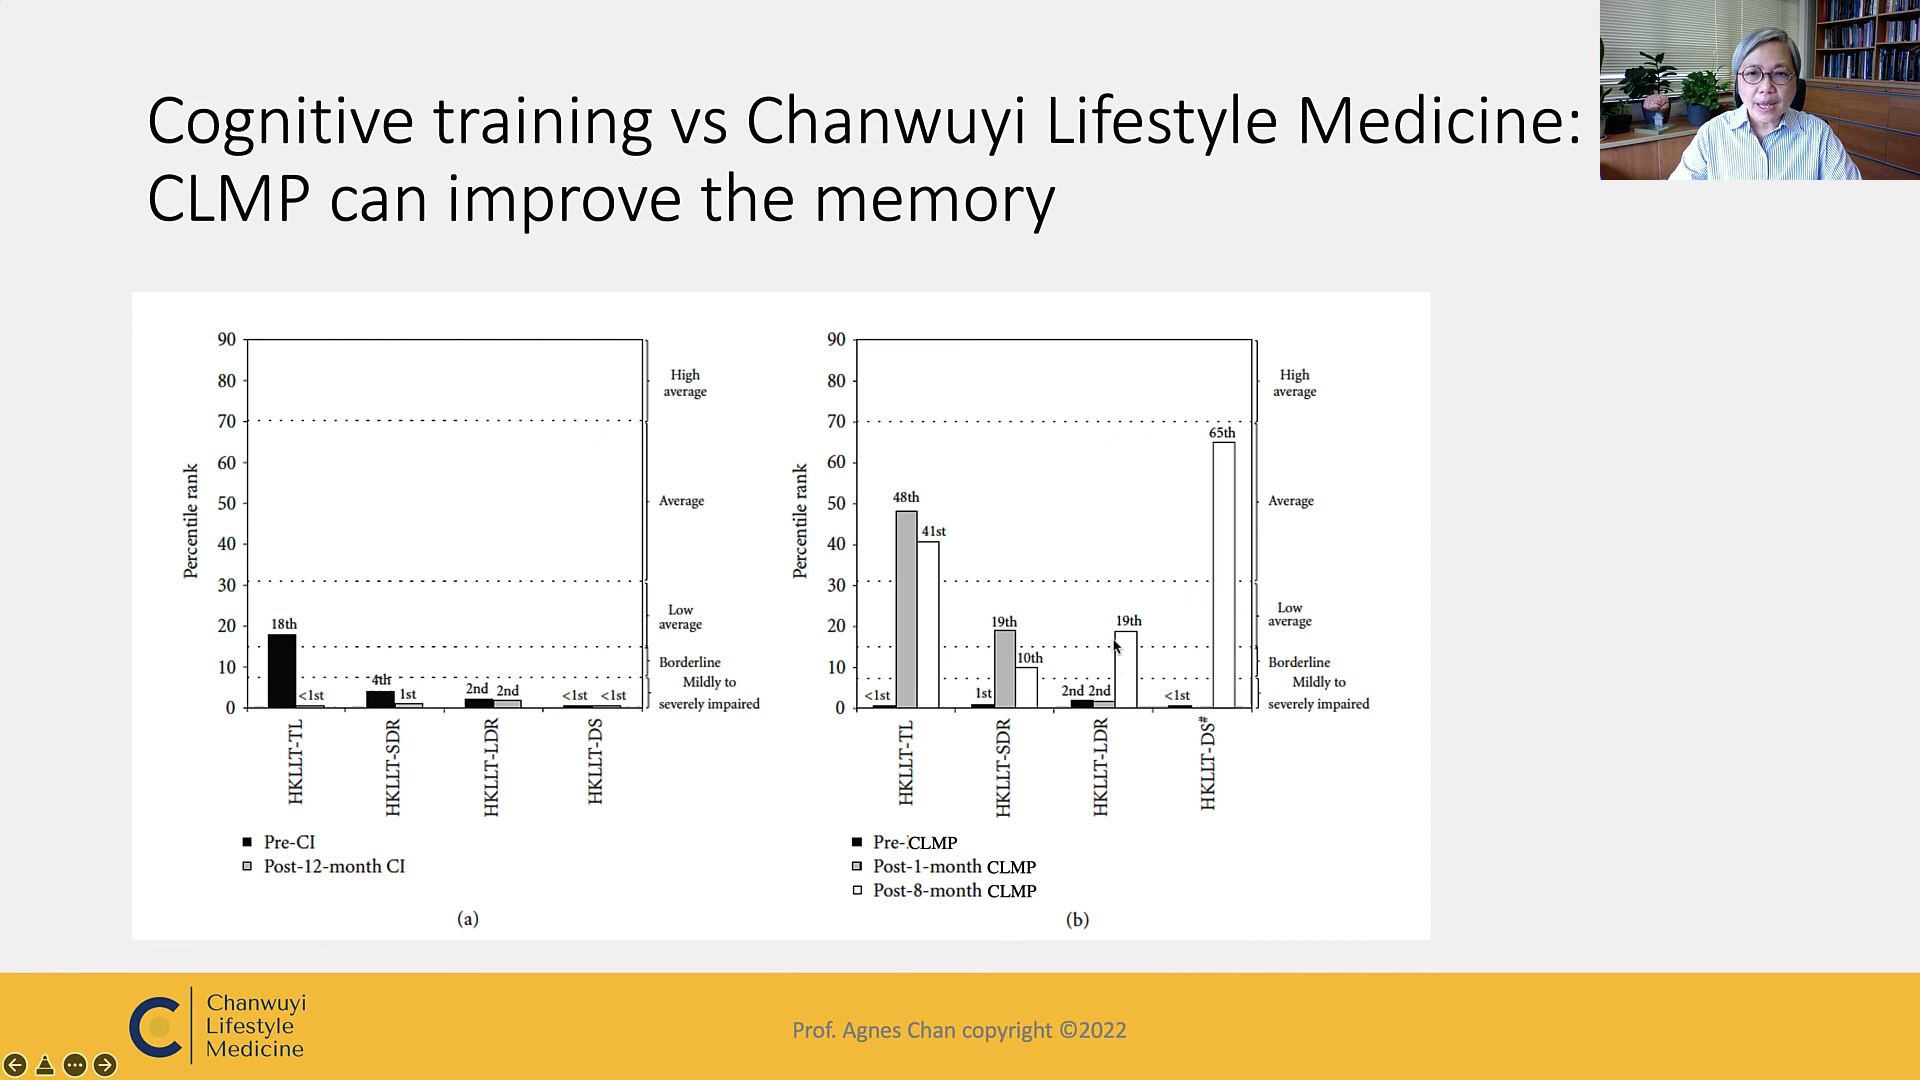 Cognitive training vs Chanwuyi Lifestyle Medicine:
CLMP can improve the memory
90
80
70
60
50
40
30
20
10
0
Percentile rank
18th
<1st
4th
1st
2nd
2nd
<1st
<1st
High
average
Average
Low
average
Borderline
Mildly to
severely impaired
HKLLT-TL
HKLLT-SDR
HKLLT-LDR
HKLLT-DS
Pre-CI
Post-12-month CI
(a)
90
80
70
60
50
40
30
20
10
0
Percentile rank
<1st
48th
41st
1st
19th
10th
2nd
2nd
19th
<1st
65th
High
average
Average
Low
average
Borderline
Mildly to
severely impaired
HKLLT-TL
HKLLT-SDR
HKLLT-LDR
HKLLT-DS#
Pre-CLMP
Post-1-month CLMP
Post-8-month CLMP
(b)
Chanwuyi
Lifestyle
Medicine
Prof. Agnes Chan copyright ©2022